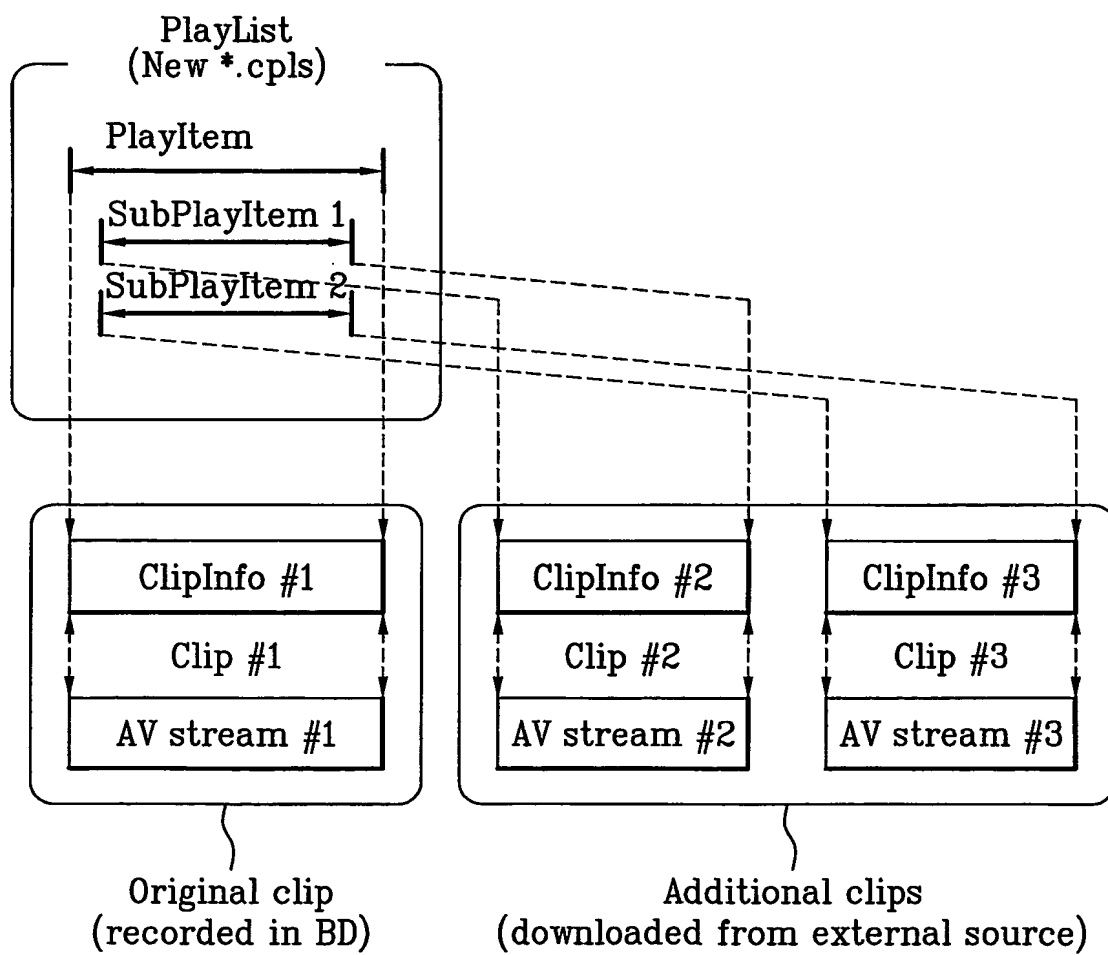 PlayList
(New *.cpls)
PlayItem
SubPlayItem 1
SubPlayItem 2
ClipInfo #1
ClipInfo #2
ClipInfo #3
Clip #1
Clip #2
Clip #3
AV stream #1
AV stream #2
AV stream #3
Original clip
(recorded in BD)
Additional clips
(downloaded from external source)